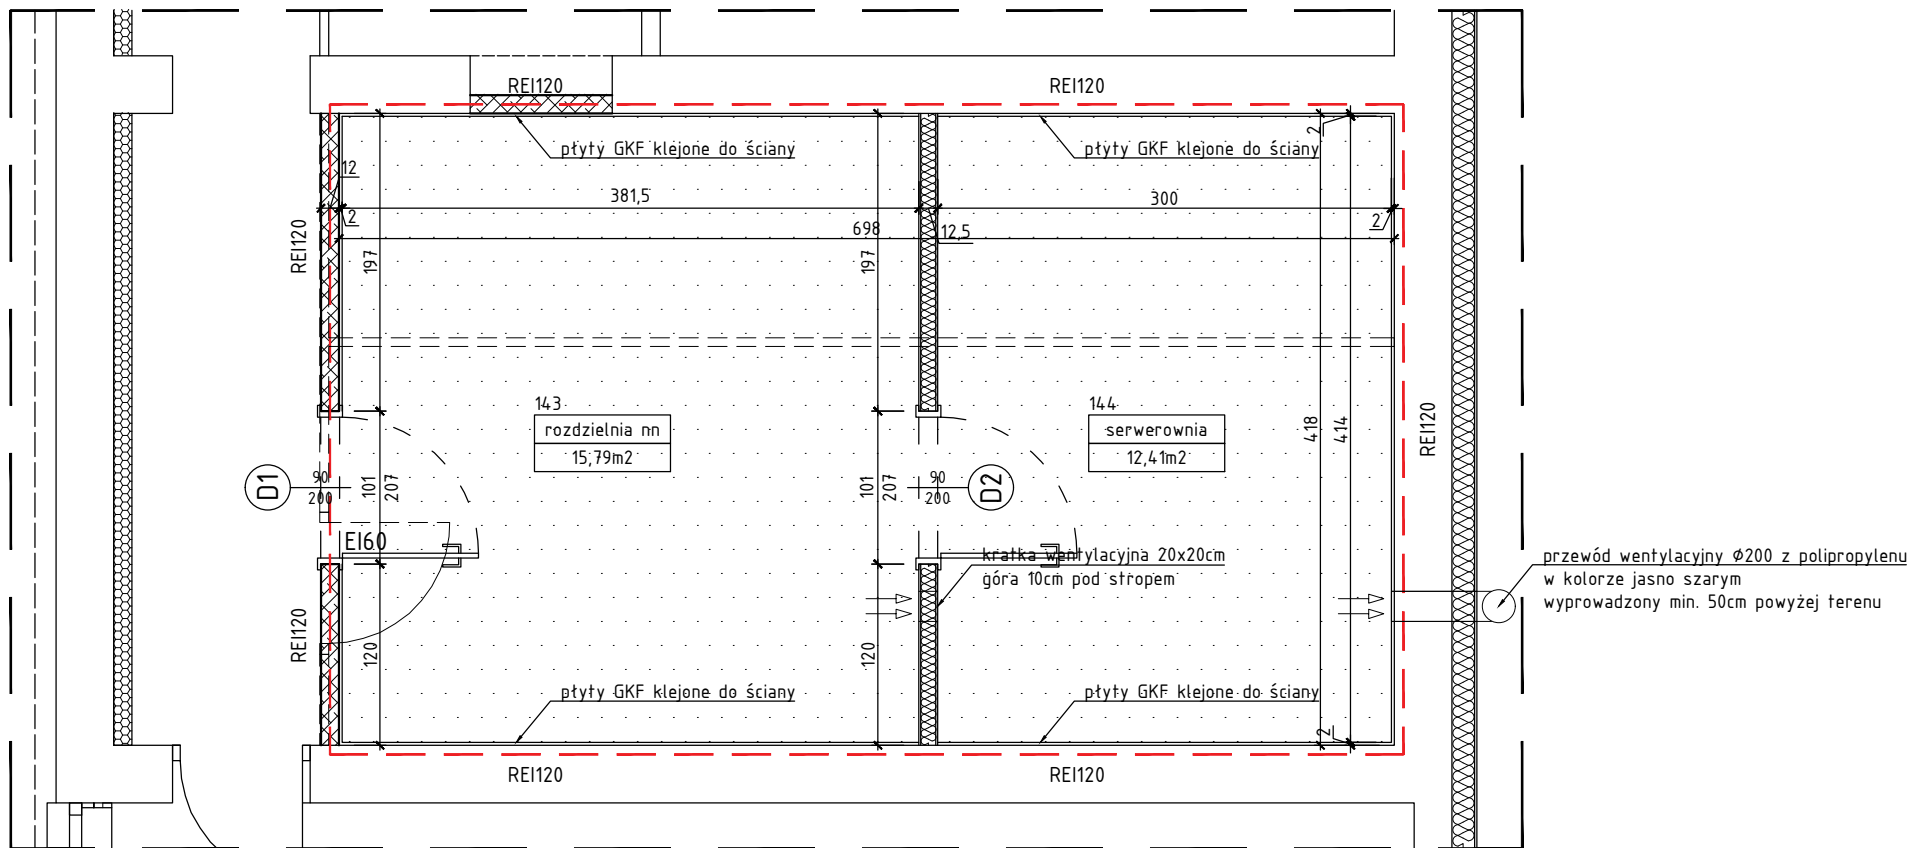 REI120
REI120
płyty GKF klejone do ściany
płyty GKF klejone do ściany
2
12
381,5
300
2
2
698
12,5
REI120
197
197
143
rozdzielnia nn
15,79m2
144
serwerownia
12,41m2
418
414
REI120
D1
90
200
101
207
101
207
90
200
D2
EI60
kratka wentylacyjna 20x20cm
góra 10cm pod stropem
przewód wentylacyjny Ø200 z polipropylenu
w kolorze jasno szarym
wyprowadzony min. 50cm powyżej terenu
REI120
120
120
płyty GKF klejone do ściany
płyty GKF klejone do ściany
2
REI120
REI120